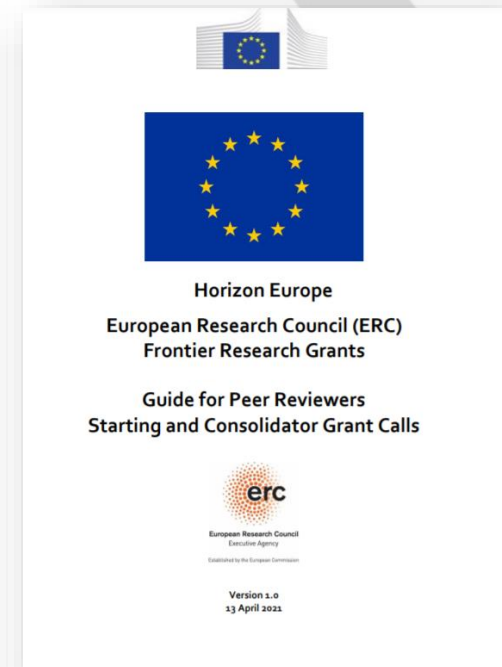 Horizon Europe
European Research Council (ERC)
Frontier Research Grants
Guide for Peer Reviewers
Starting and Consolidator Grant Calls
erc
European Research Council
Executive Agency
Established by the European Commission
Version 1.0
13 April 2021